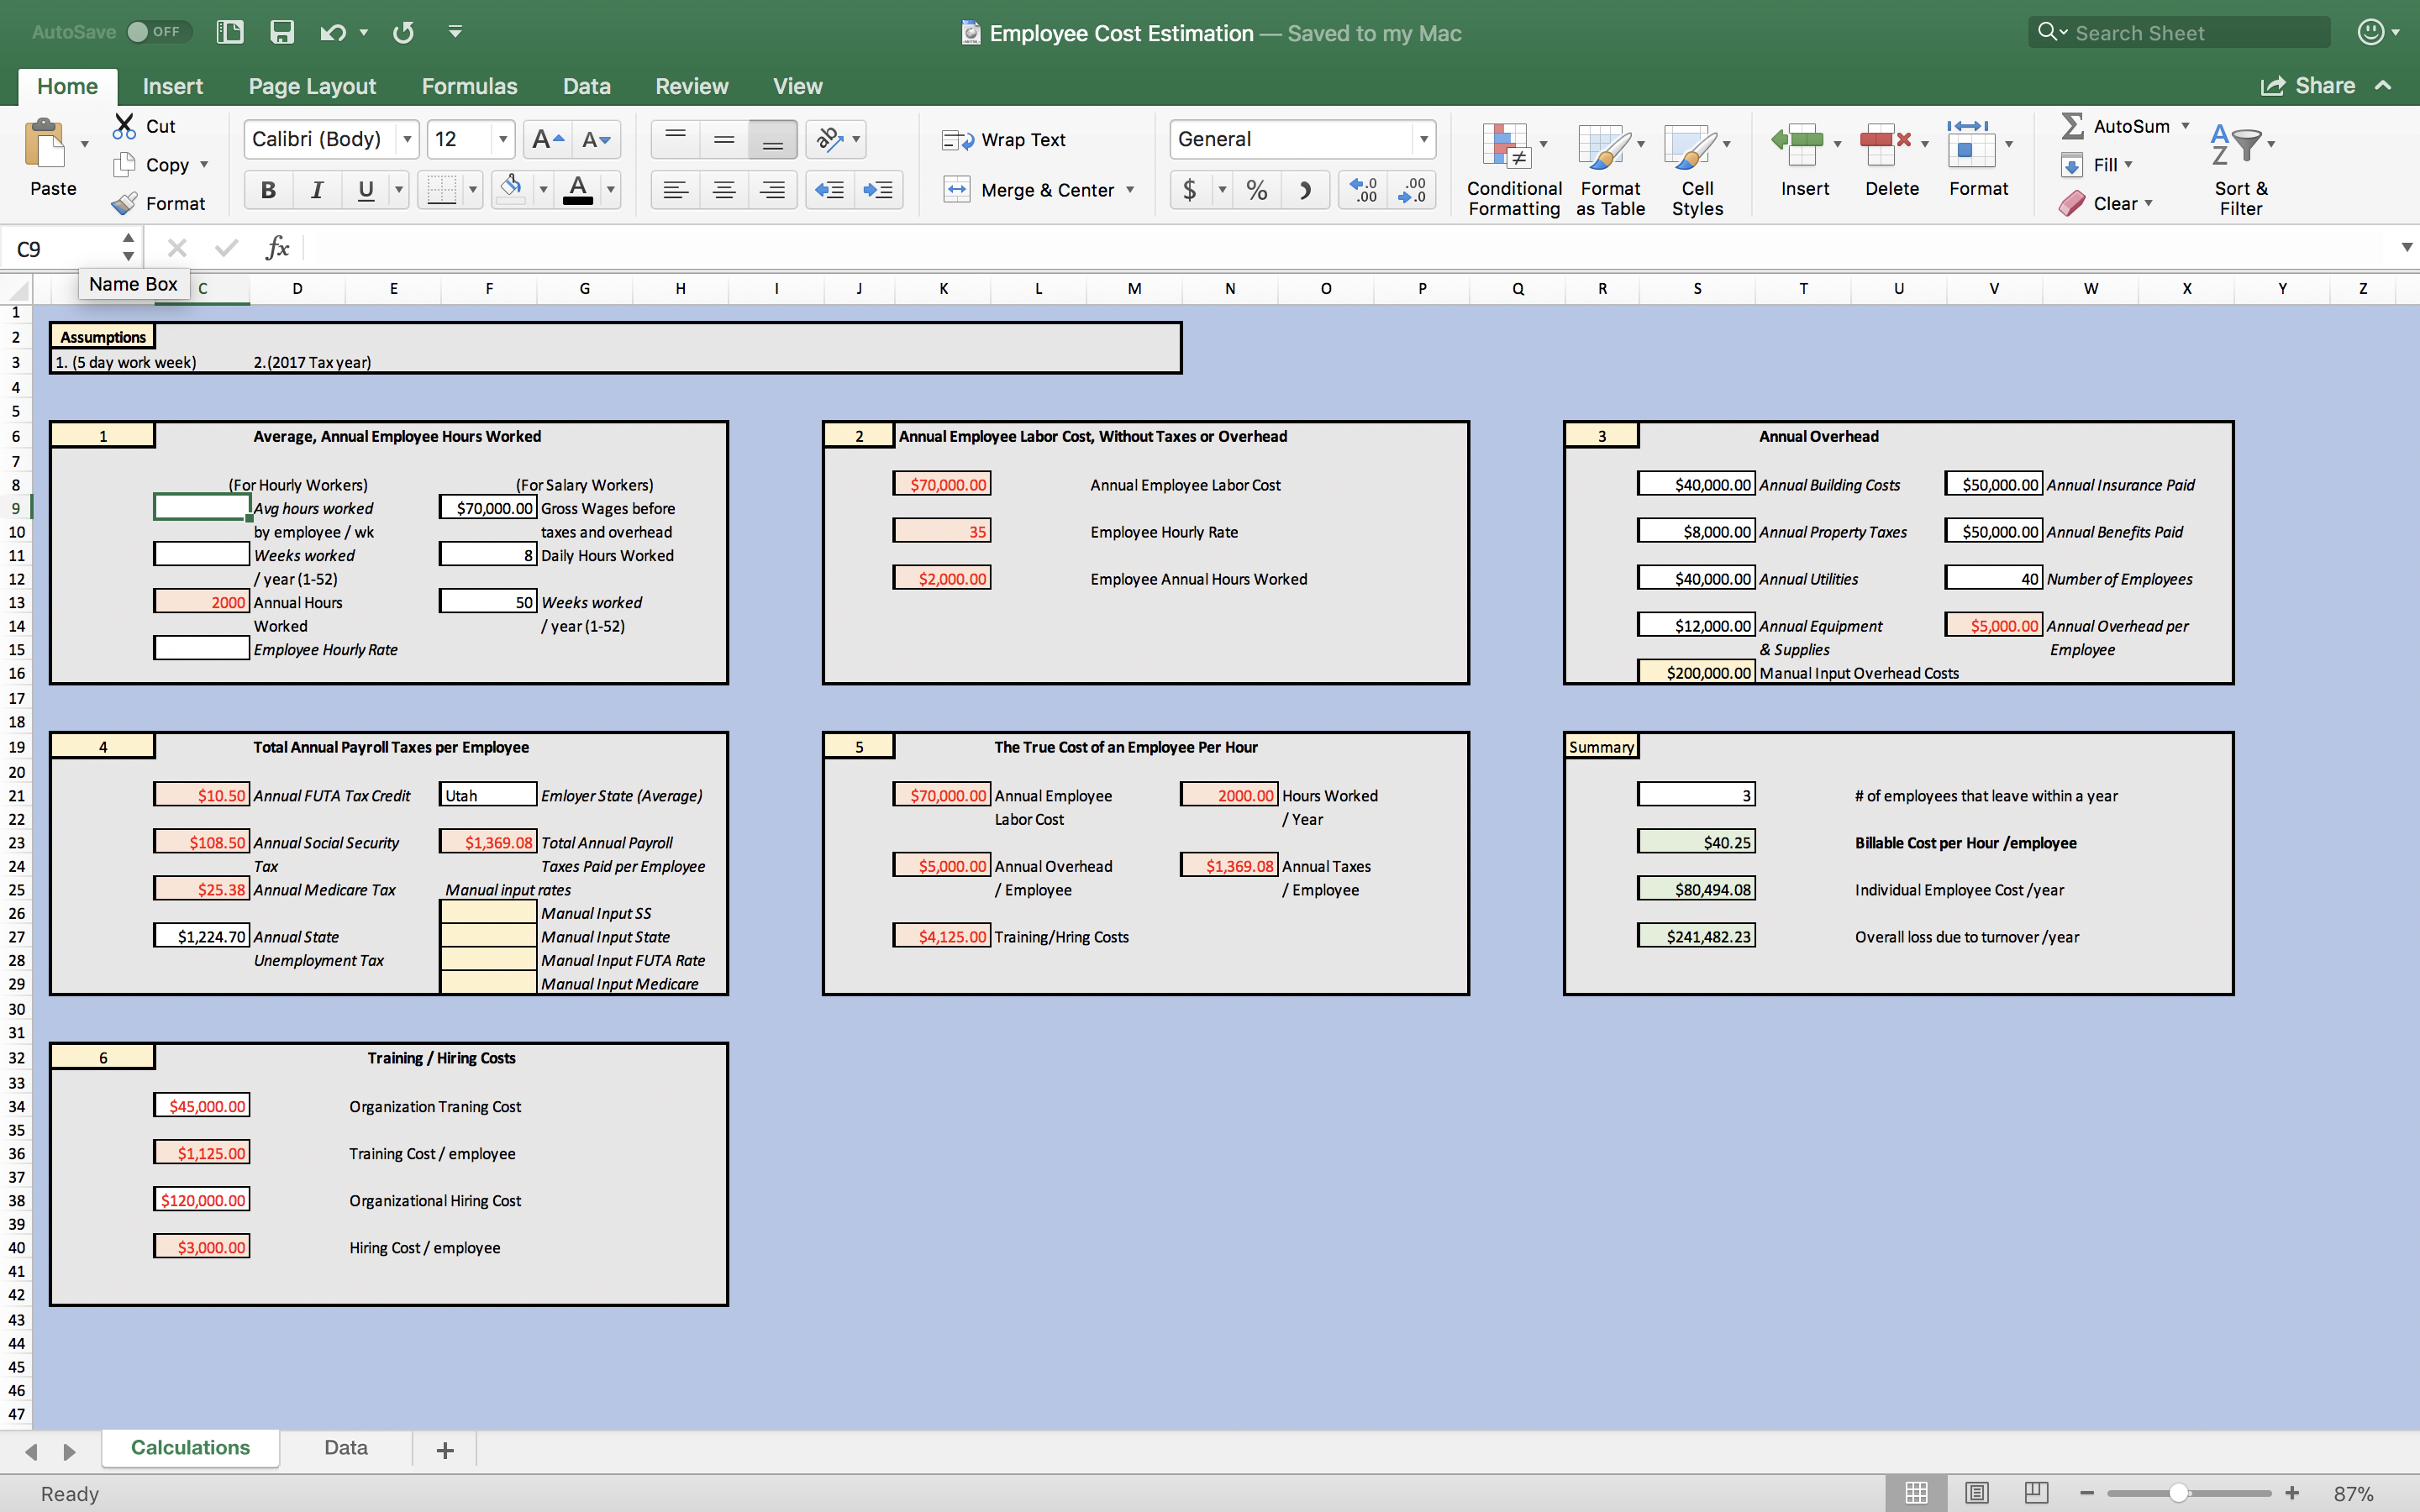 AutoSave OFF
Employee Cost Estimation — Saved to my Mac
Search Sheet
Home Insert Page Layout Formulas Data Review View
Share
Paste
Cut
Copy
Format
Calibri (Body) 12
B I U
Wrap Text
Merge & Center
General
$ % .0 .00 .00 .0
Conditional Formatting
Format as Table
Cell Styles
Insert
Delete
Format
AutoSum
Fill
Clear
Sort & Filter
C9
fx
Name Box
C D E F G H I J K L M N O P Q R S T U V W X Y Z
Assumptions
1. (5 day work week) 2.(2017 Tax year)
1 Average, Annual Employee Hours Worked
(For Hourly Workers) (For Salary Workers)
Avg hours worked $70,000.00 Gross Wages before
by employee / wk taxes and overhead
Weeks worked 8 Daily Hours Worked
/ year (1-52)
2000 Annual Hours 50 Weeks worked
Worked / year (1-52)
Employee Hourly Rate
2 Annual Employee Labor Cost, Without Taxes or Overhead
$70,000.00 Annual Employee Labor Cost
35 Employee Hourly Rate
$2,000.00 Employee Annual Hours Worked
3 Annual Overhead
$40,000.00 Annual Building Costs $50,000.00 Annual Insurance Paid
$8,000.00 Annual Property Taxes $50,000.00 Annual Benefits Paid
$40,000.00 Annual Utilities 40 Number of Employees
$12,000.00 Annual Equipment $5,000.00 Annual Overhead per
& Supplies Employee
$200,000.00 Manual Input Overhead Costs
4 Total Annual Payroll Taxes per Employee
$10.50 Annual FUTA Tax Credit Utah Emloyer State (Average)
$108.50 Annual Social Security $1,369.08 Total Annual Payroll
Tax Taxes Paid per Employee
$25.38 Annual Medicare Tax Manual input rates
Manual Input SS
$1,224.70 Annual State Manual Input State
Unemployment Tax Manual Input FUTA Rate
Manual Input Medicare
5 The True Cost of an Employee Per Hour
$70,000.00 Annual Employee 2000.00 Hours Worked
Labor Cost / Year
$5,000.00 Annual Overhead $1,369.08 Annual Taxes
/ Employee / Employee
$4,125.00 Training/Hring Costs
Summary
3 # of employees that leave within a year
$40.25 Billable Cost per Hour /employee
$80,494.08 Individual Employee Cost /year
$241,482.23 Overall loss due to turnover /year
6 Training / Hiring Costs
$45,000.00 Organization Traning Cost
$1,125.00 Training Cost / employee
$120,000.00 Organizational Hiring Cost
$3,000.00 Hiring Cost / employee
1
2
3
4
5
6
7
8
9
10
11
12
13
14
15
16
17
18
19
20
21
22
23
24
25
26
27
28
29
30
31
32
33
34
35
36
37
38
39
40
41
42
43
44
45
46
47
Calculations Data +
Ready
87%